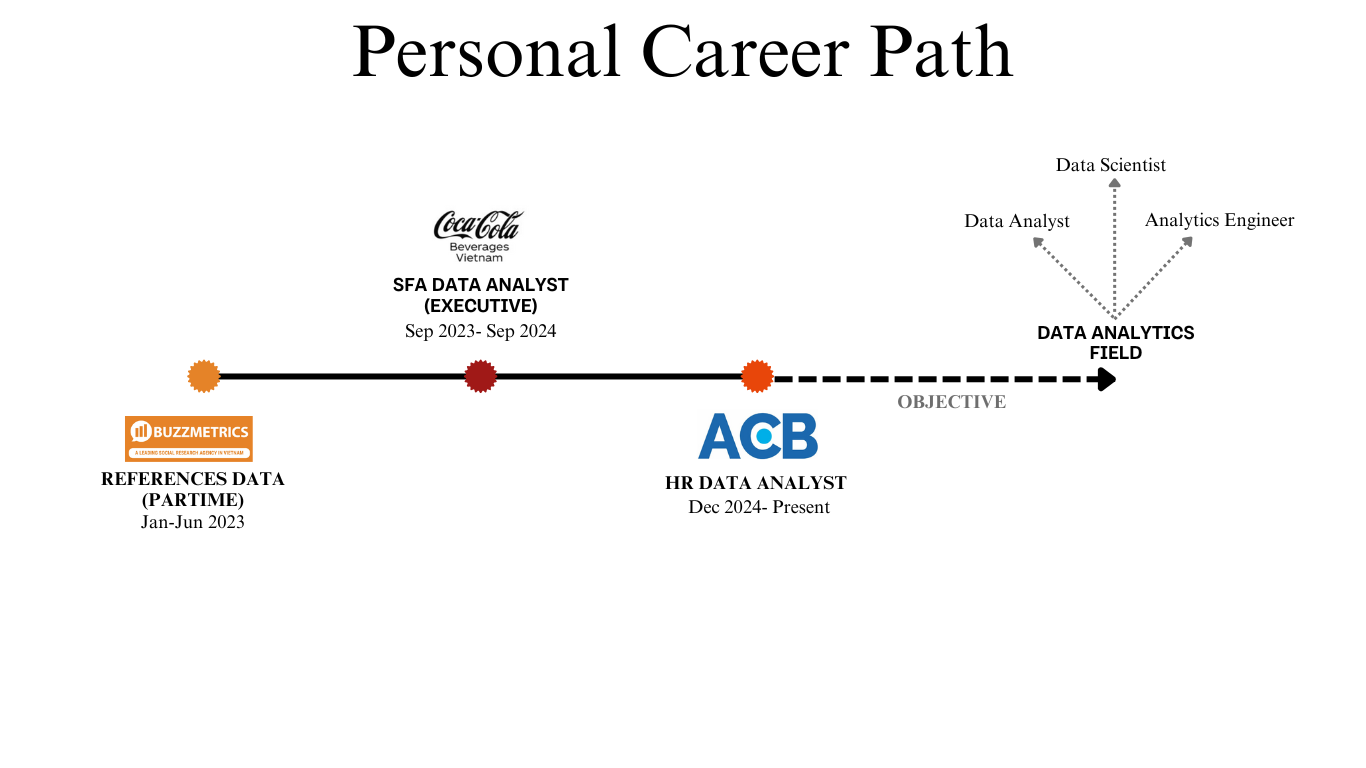 Personal Career Path
Data Scientist
Data Analyst
Analytics Engineer
Coca-Cola
Beverages
Vietnam
SFA DATA ANALYST
(EXECUTIVE)
Sep 2023- Sep 2024
DATA ANALYTICS
FIELD
OBJECTIVE
BUZZMETRICS
A LEADING SOCIAL RESEARCH AGENCY IN VIETNAM
REFERENCES DATA
(PARTIME)
Jan-Jun 2023
ACB
HR DATA ANALYST
Dec 2024- Present